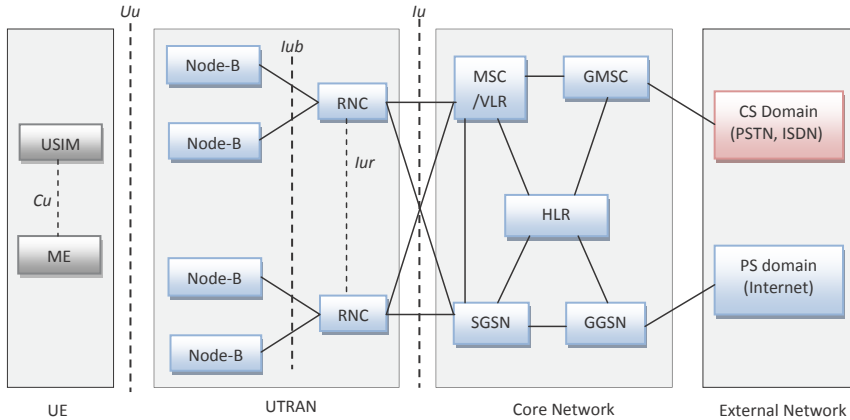 Uu
Iu
Iub
Node-B
RNC
MSC
/VLR
GMSC
CS Domain
(PSTN, ISDN)
USIM
Node-B
Iur
Cu
HLR
ME
Node-B
PS domain
(Internet)
RNC
SGSN
GGSN
Node-B
UE
UTRAN
Core Network
External Network